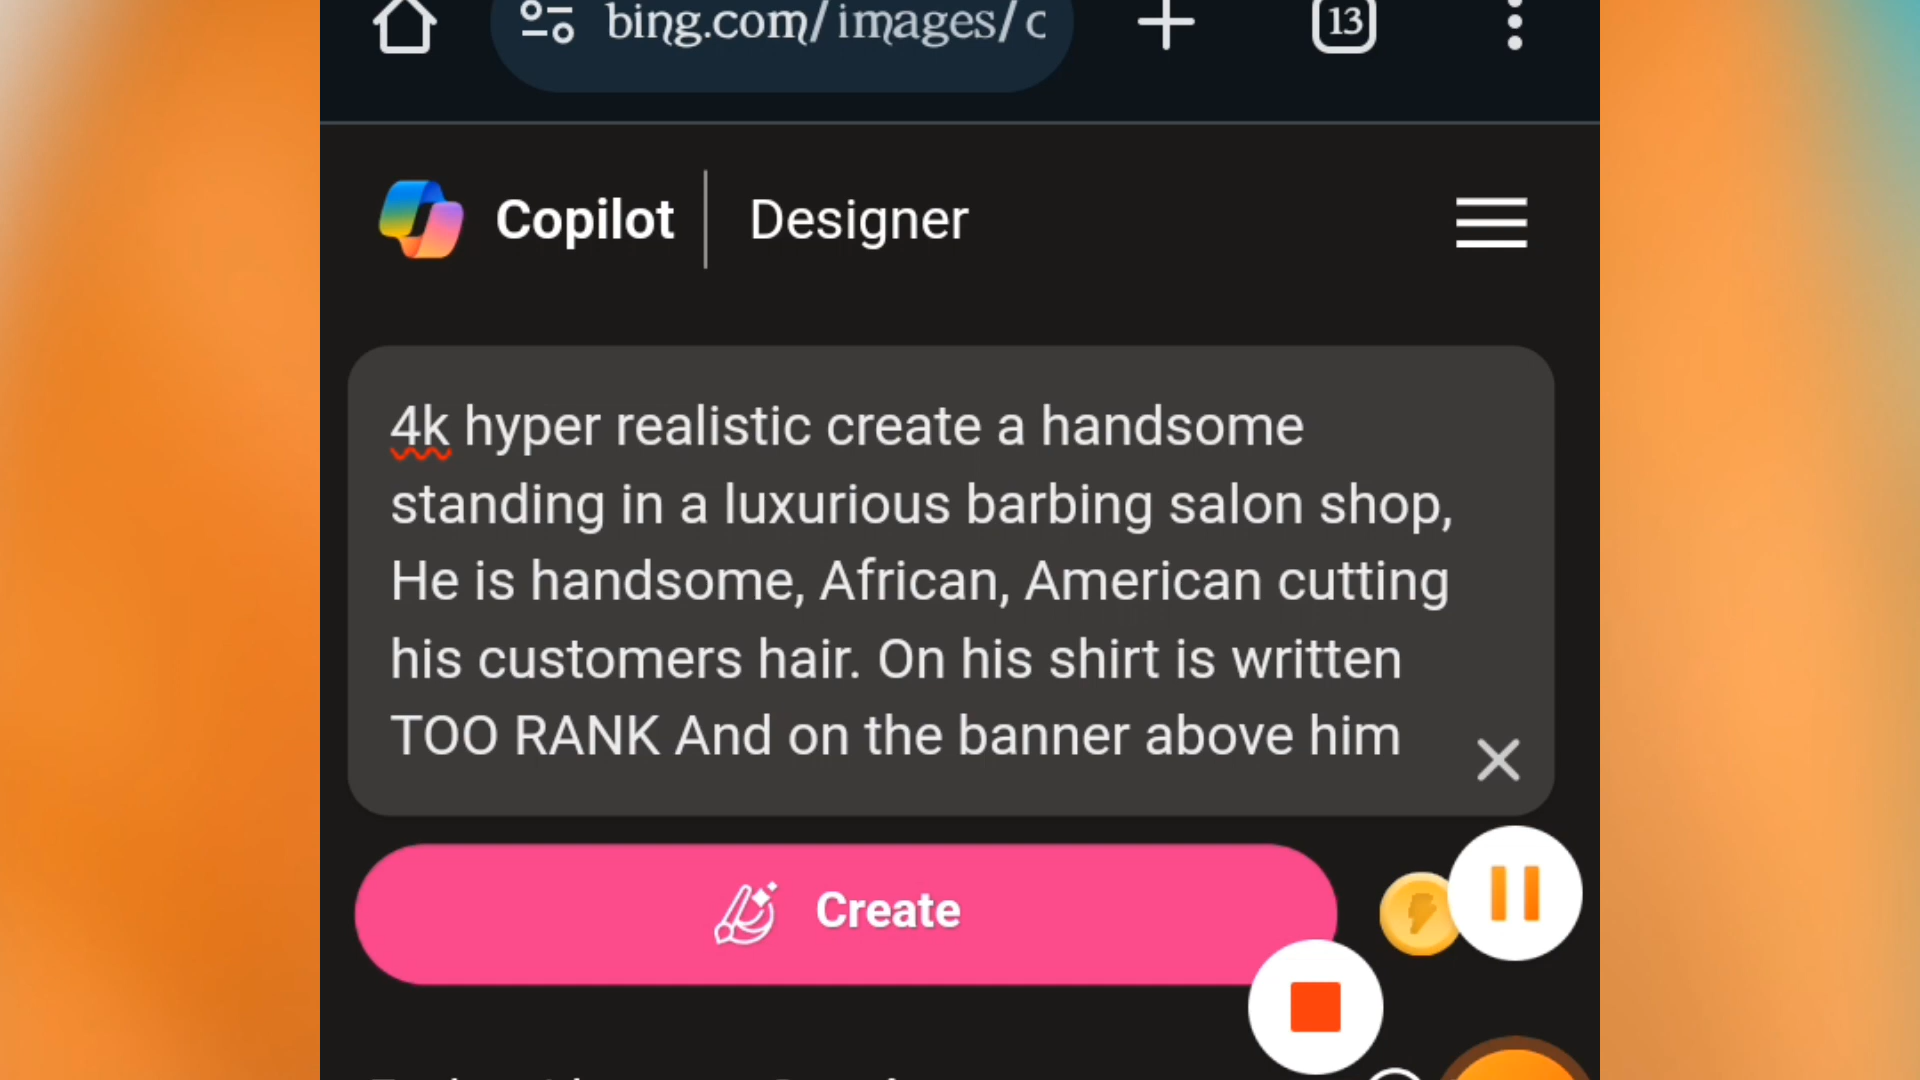 bing.com/images/c
13
Copilot | Designer
4k hyper realistic create a handsome
standing in a luxurious barbing salon shop,
He is handsome, African, American cutting
his customers hair. On his shirt is written
TOO RANK And on the banner above him
Create